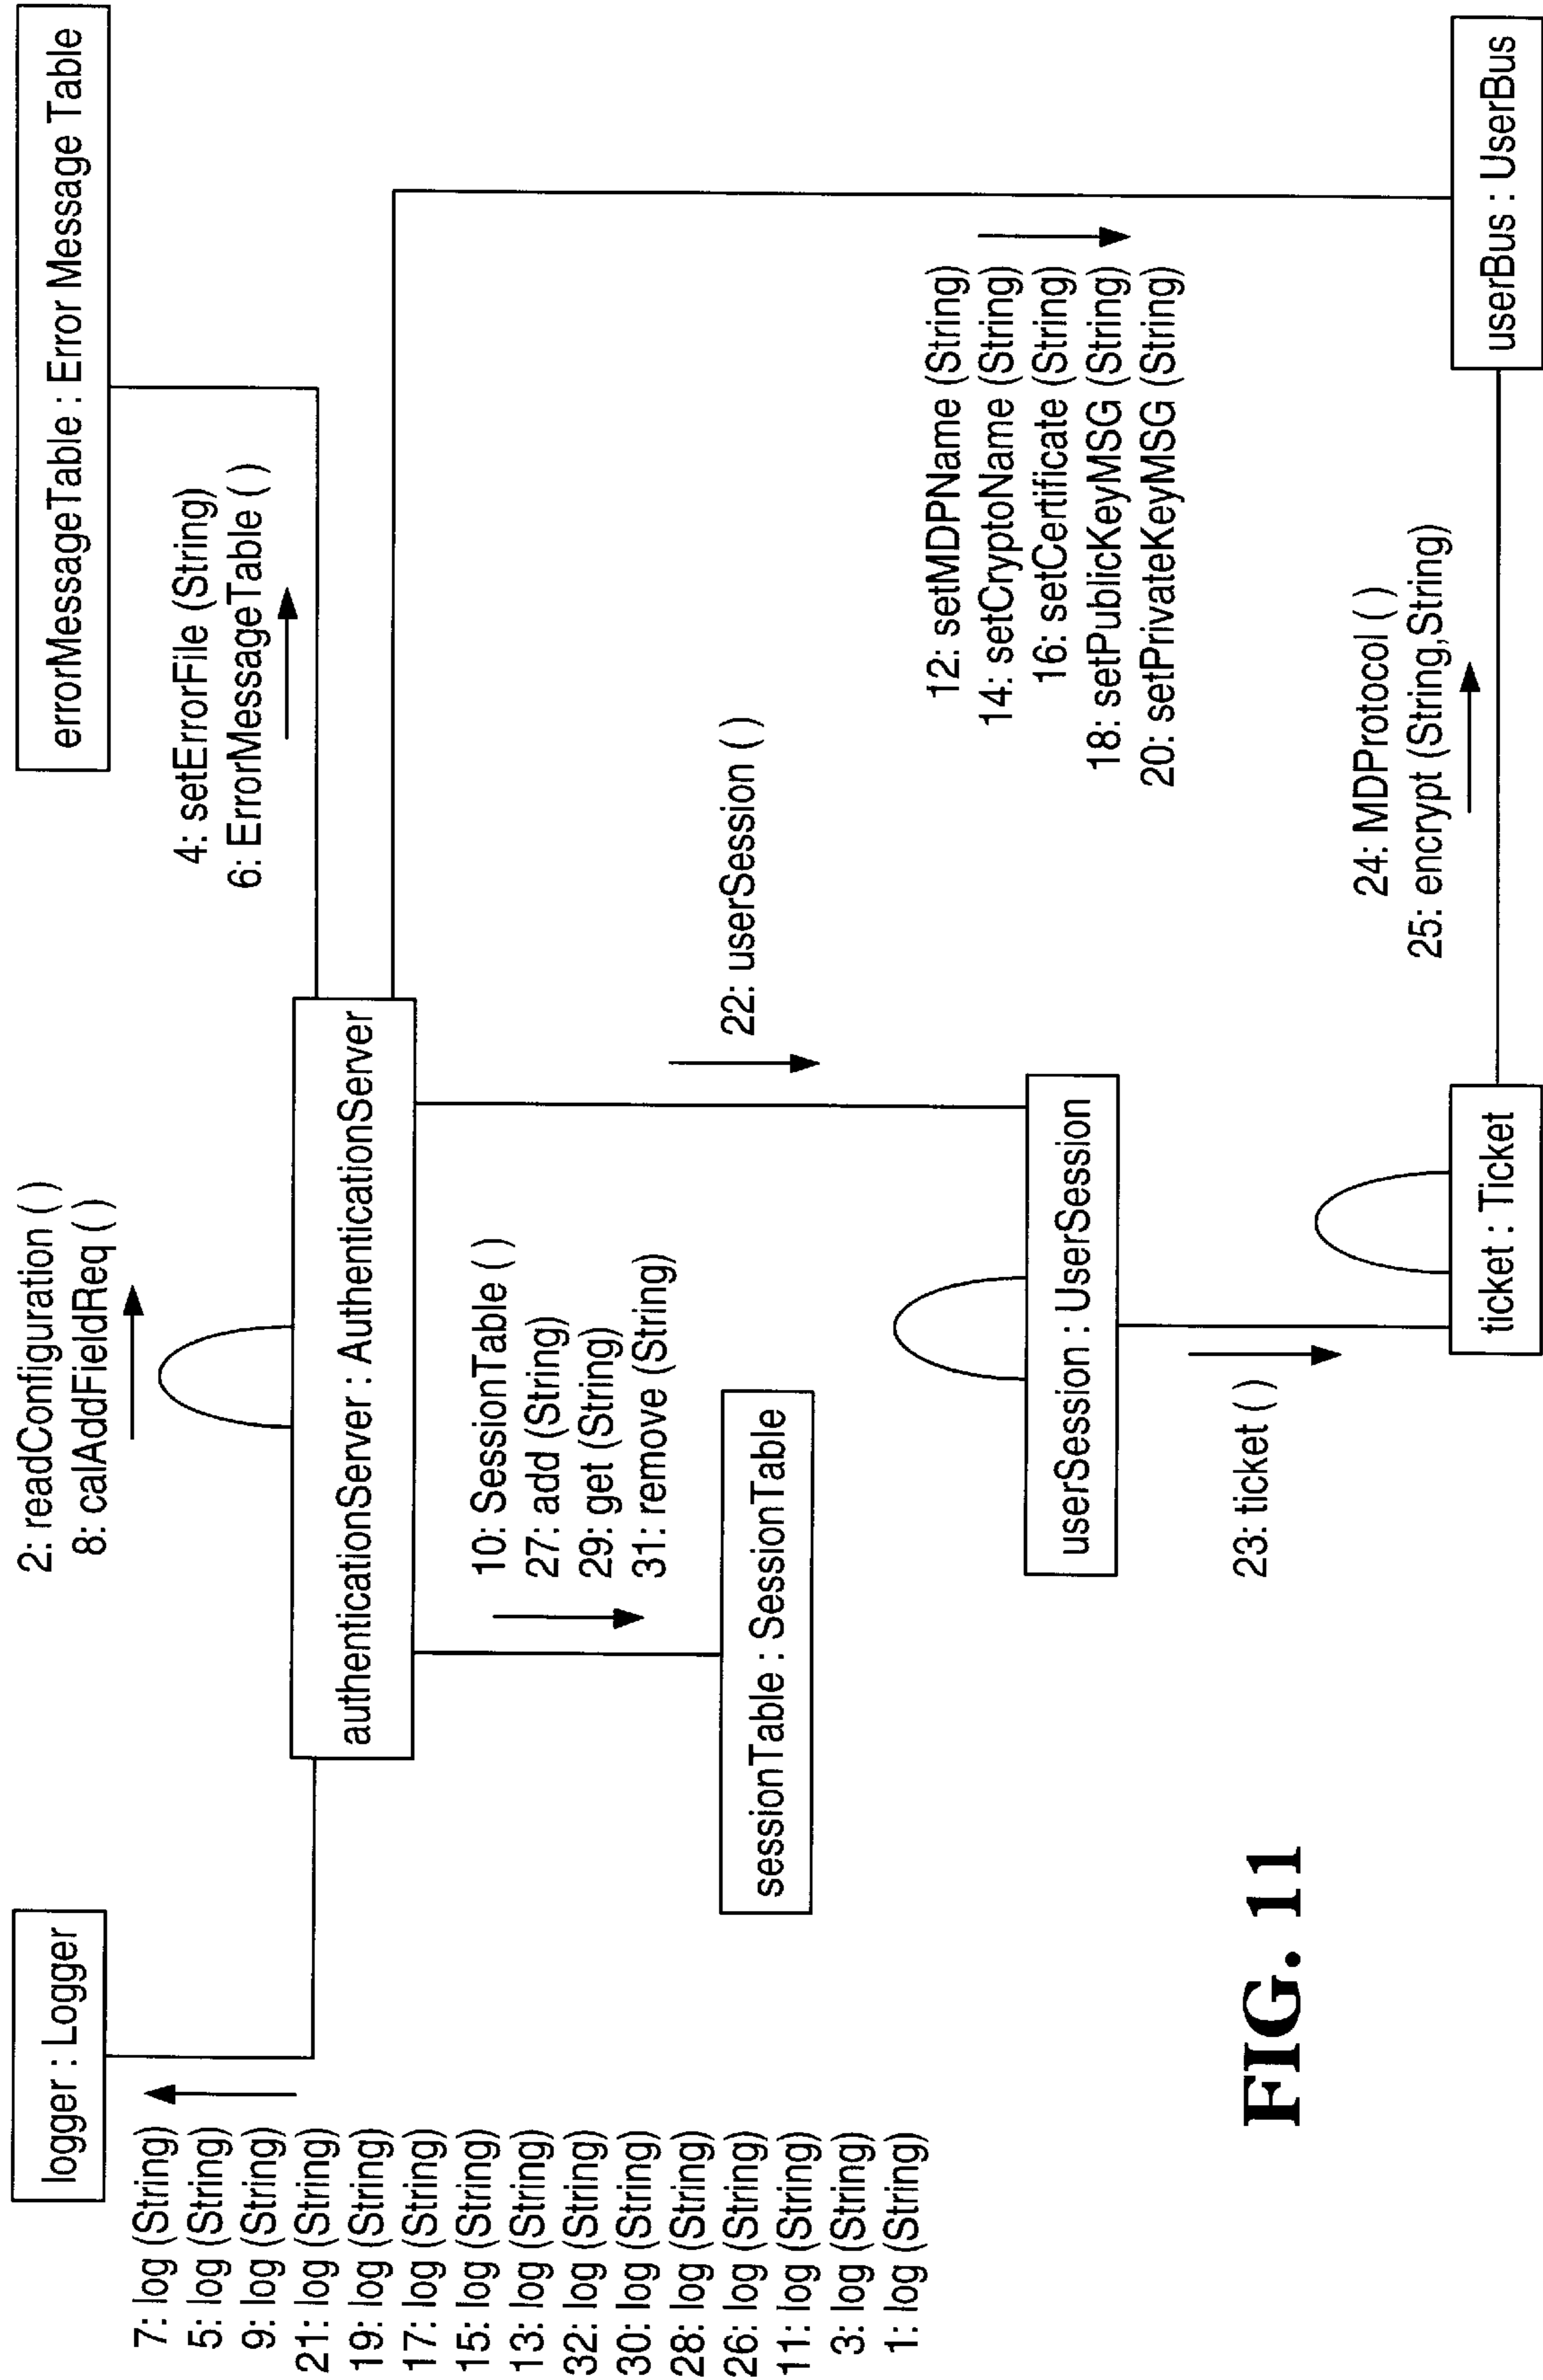 logger : Logger
7: log (String)
5: log (String)
9: log (String)
21: log (String)
19: log (String)
17: log (String)
15: log (String)
13: log (String)
32: log (String)
30: log (String)
28: log (String)
26: log (String)
11: log (String)
3: log (String)
1: log (String)
2: readConfiguration ( )
8: calAddFieldReq ( )
authenticationServer : AuthenticationServer
errorMessageTable : Error Message Table
4: setErrorFile (String)
6: ErrorMessageTable ( )
10: SessionTable ( )
27: add (String)
29: get (String)
31: remove (String)
sessionTable : SessionTable
22: userSession ( )
userSession : UserSession
12: setMDPName (String)
14: setCryptoName (String)
16: setCertificate (String)
18: setPublicKeyMSG (String)
20: setPrivateKeyMSG (String)
23: ticket ( )
ticket : Ticket
24: MDProtocol ( )
25: encrypt (String,String)
userBus : UserBus
FIG. 11